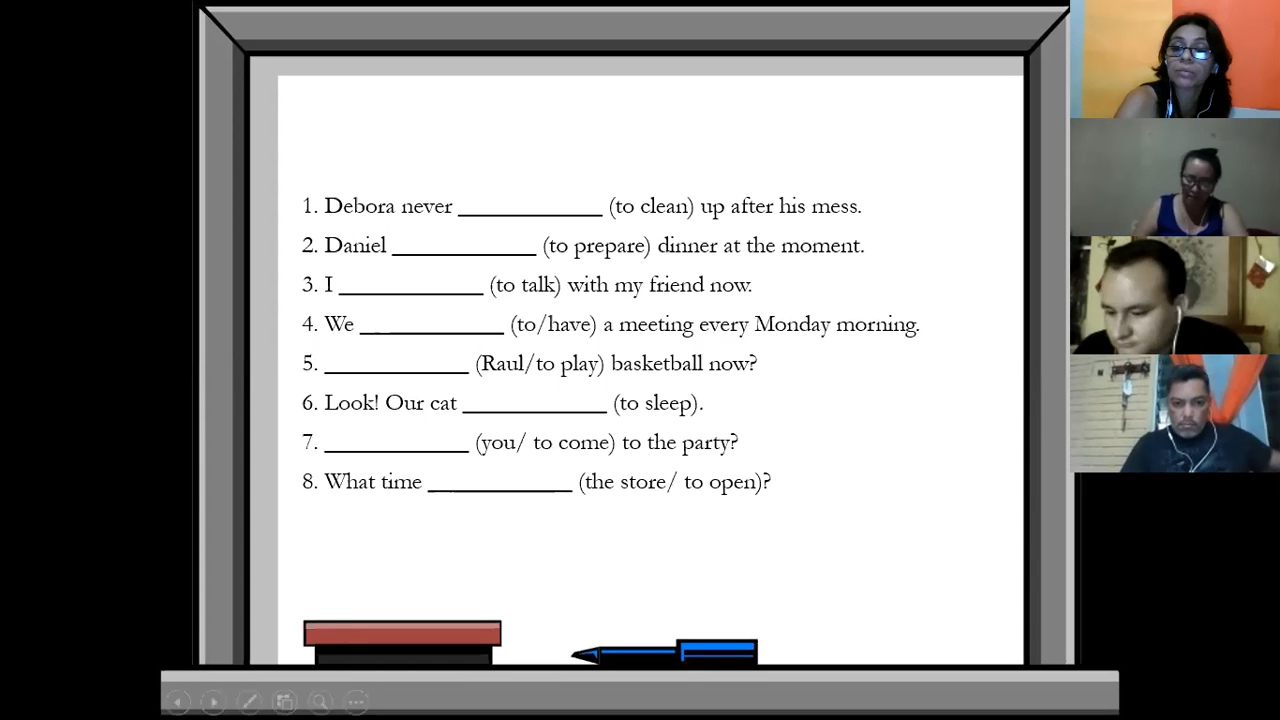 1. Debora never ____________ (to clean) up after his mess.
2. Daniel ____________ (to prepare) dinner at the moment.
3. I ____________ (to talk) with my friend now.
4. We ____________ (to/have) a meeting every Monday morning.
5. ____________ (Raul/to play) basketball now?
6. Look! Our cat ____________ (to sleep).
7. ____________ (you/ to come) to the party?
8. What time ____________ (the store/ to open)?